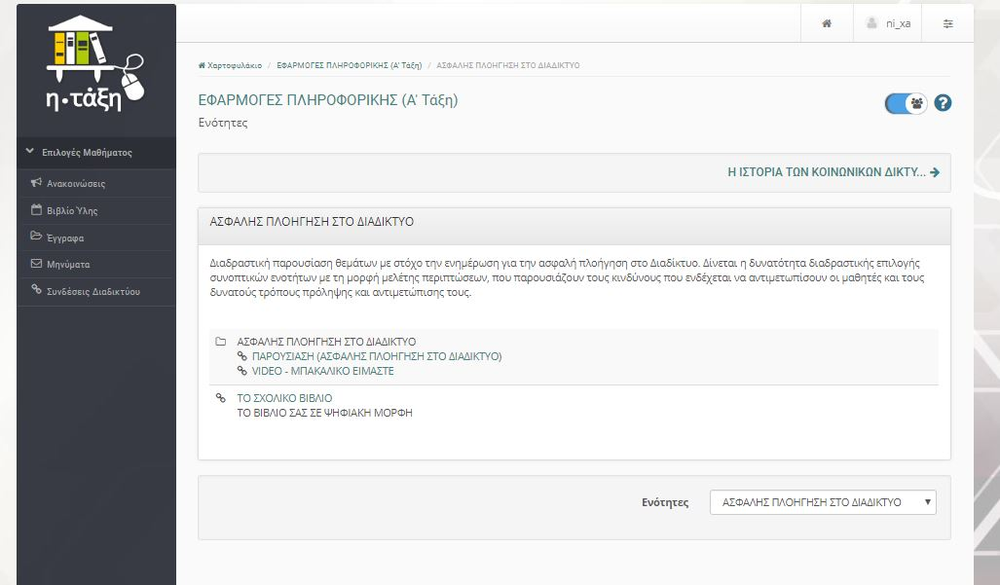 η·τάξη
ni_xa
Χαρτοφυλάκιο / ΕΦΑΡΜΟΓΕΣ ΠΛΗΡΟΦΟΡΙΚΗΣ (Α' Τάξη) / ΑΣΦΑΛΗΣ ΠΛΟΗΓΗΣΗ ΣΤΟ ΔΙΑΔΙΚΤΥΟ
ΕΦΑΡΜΟΓΕΣ ΠΛΗΡΟΦΟΡΙΚΗΣ (Α' Τάξη)
Ενότητες
Επιλογές Μαθήματος
Ανακοινώσεις
Βιβλίο Ύλης
Έγγραφα
Μηνύματα
Συνδέσεις Διαδικτύου
Η ΙΣΤΟΡΙΑ ΤΩΝ ΚΟΙΝΩΝΙΚΩΝ ΔΙΚΤΥ...
ΑΣΦΑΛΗΣ ΠΛΟΗΓΗΣΗ ΣΤΟ ΔΙΑΔΙΚΤΥΟ
Διαδραστική παρουσίαση θεμάτων με στόχο την ενημέρωση για την ασφαλή πλοήγηση στο Διαδίκτυο. Δίνεται η δυνατότητα διαδραστικής επιλογής
συνοπτικών ενοτήτων με τη μορφή μελέτης περιπτώσεων, που παρουσιάζουν τους κινδύνους που ενδέχεται να αντιμετωπίσουν οι μαθητές και τους
δυνατούς τρόπους πρόληψης και αντιμετώπισης τους.
ΑΣΦΑΛΗΣ ΠΛΟΗΓΗΣΗ ΣΤΟ ΔΙΑΔΙΚΤΥΟ
ΠΑΡΟΥΣΙΑΣΗ (ΑΣΦΑΛΗΣ ΠΛΟΗΓΗΣΗ ΣΤΟ ΔΙΑΔΙΚΤΥΟ)
VIDEO - ΜΠΑΚΑΛΙΚΟ ΕΙΜΑΣΤΕ
ΤΟ ΣΧΟΛΙΚΟ ΒΙΒΛΙΟ
ΤΟ ΒΙΒΛΙΟ ΣΑΣ ΣΕ ΨΗΦΙΑΚΗ ΜΟΡΦΗ
Ενότητες ΑΣΦΑΛΗΣ ΠΛΟΗΓΗΣΗ ΣΤΟ ΔΙΑΔΙΚΤΥΟ